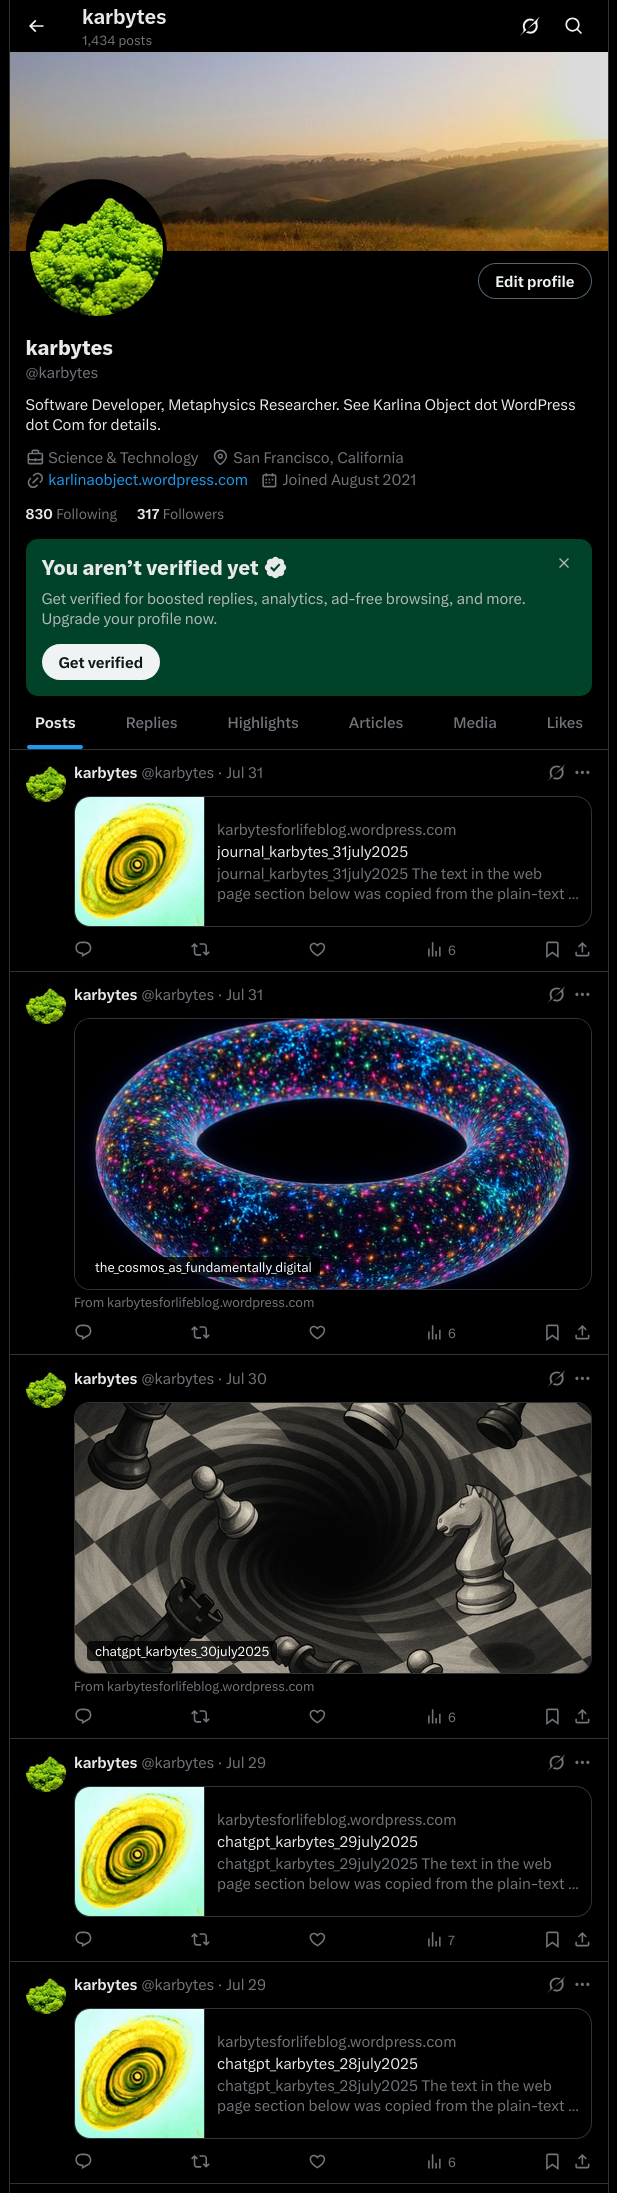 karbytes
1,434 posts
Edit profile
karbytes
@karbytes
Software Developer, Metaphysics Researcher. See Karlina Object dot WordPress
dot Com for details.
Science & Technology San Francisco, California
karlinaobject.wordpress.com Joined August 2021
830 Following 317 Followers
You aren’t verified yet
Get verified for boosted replies, analytics, ad-free browsing, and more.
Upgrade your profile now.
Get verified
Posts Replies Highlights Articles Media Likes
karbytes @karbytes · Jul 31
karbytesforlifeblog.wordpress.com
journal_karbytes_31july2025
journal_karbytes_31july2025 The text in the web
page section below was copied from the plain-text ...
6
karbytes @karbytes · Jul 31
the_cosmos_as_fundamentally_digital
From karbytesforlifeblog.wordpress.com
6
karbytes @karbytes · Jul 30
chatgpt_karbytes_30july2025
From karbytesforlifeblog.wordpress.com
6
karbytes @karbytes · Jul 29
karbytesforlifeblog.wordpress.com
chatgpt_karbytes_29july2025
chatgpt_karbytes_29july2025 The text in the web
page section below was copied from the plain-text ...
7
karbytes @karbytes · Jul 29
karbytesforlifeblog.wordpress.com
chatgpt_karbytes_28july2025
chatgpt_karbytes_28july2025 The text in the web
page section below was copied from the plain-text ...
6